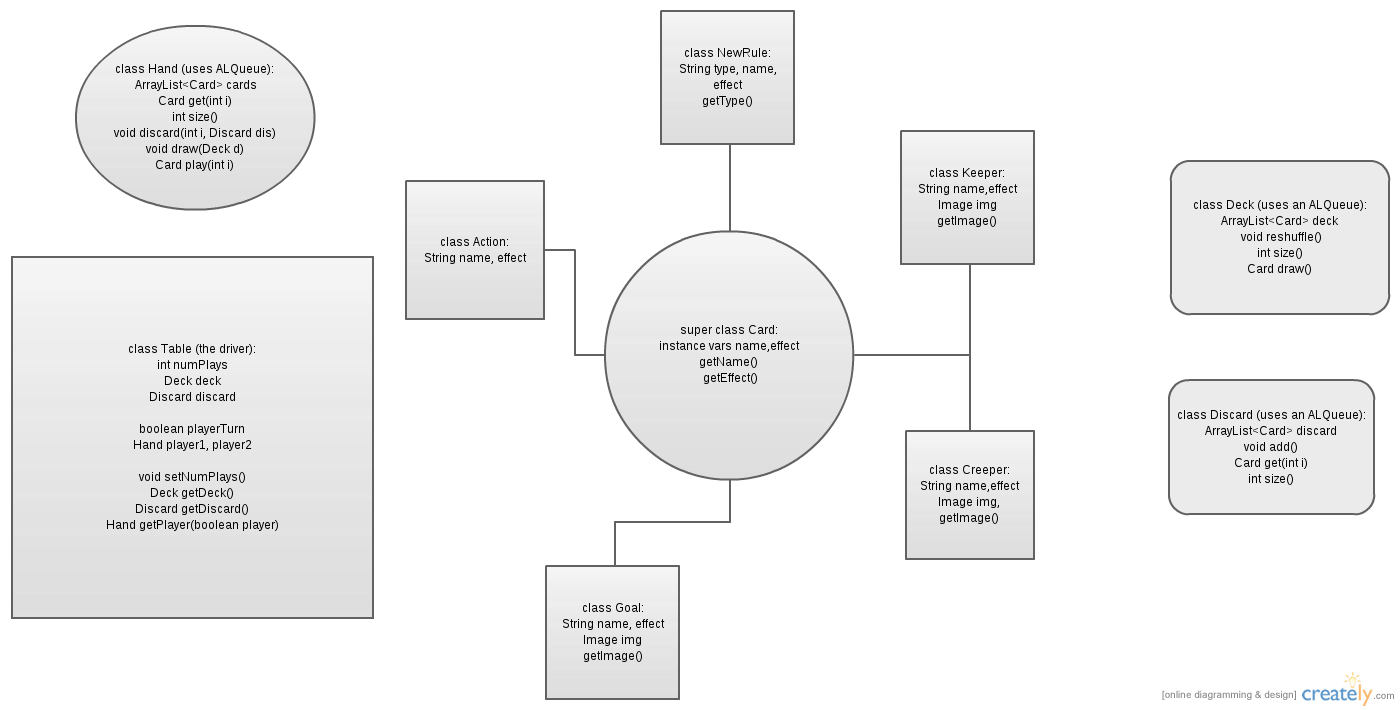 class Hand (uses ALQueue):
ArrayList<Card> cards
Card get(int i)
int size()
void discard(int i, Discard dis)
void draw(Deck d)
Card play(int i)
class NewRule:
String type, name,
effect
getType()
class Keeper:
String name,effect
Image img
getImage()
class Deck (uses an ALQueue):
ArrayList<Card> deck
void reshuffle()
int size()
Card draw()
class Action:
String name, effect
class Table (the driver):
int numPlays
Deck deck
Discard discard
boolean playerTurn
Hand player1, player2
void setNumPlays()
Deck getDeck()
Discard getDiscard()
Hand getPlayer(boolean player)
super class Card:
instance vars name,effect
getName()
getEffect()
class Discard (uses an ALQueue):
ArrayList<Card> discard
void add()
Card get(int i)
int size()
class Creeper:
String name,effect
Image img,
getImage()
class Goal:
String name, effect
Image img
getImage()
[online diagramming & design] creately.com